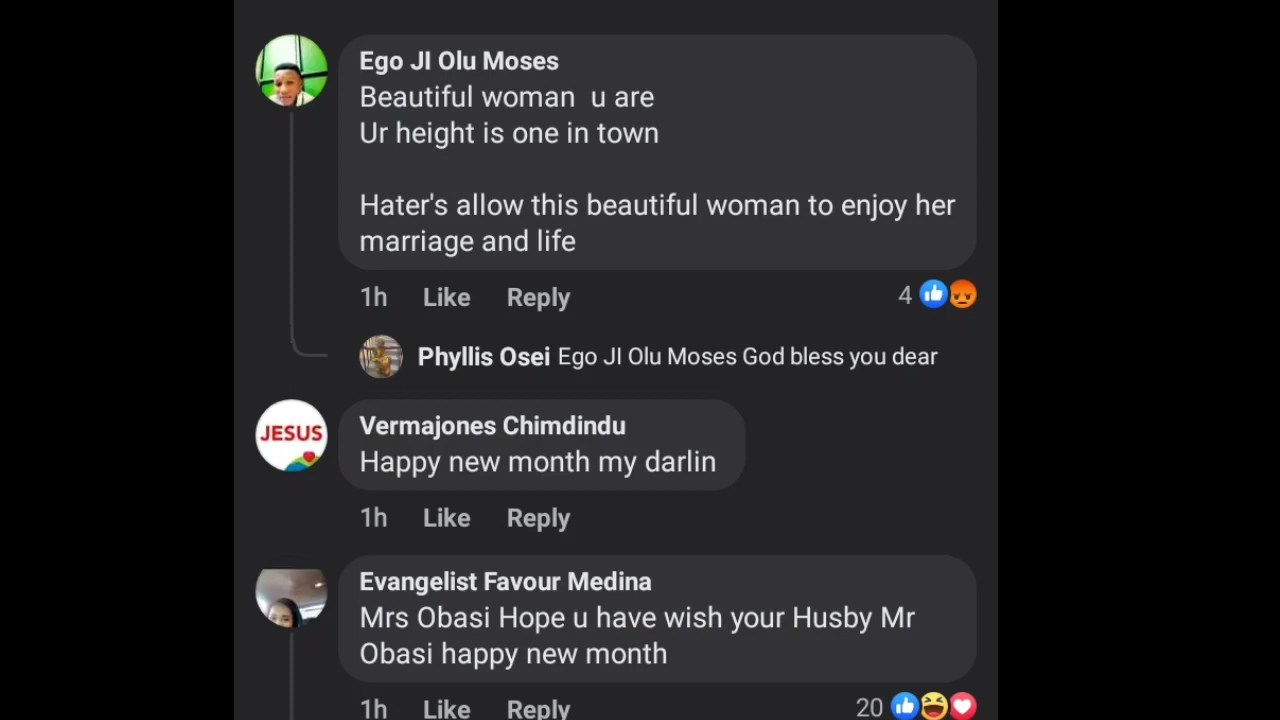 Ego JI Olu Moses
Beautiful woman  u are
Ur height is one in town
Hater's allow this beautiful woman to enjoy her
marriage and life
1h Like Reply 4
Phyllis Osei Ego JI Olu Moses God bless you dear
JESUS
Vermajones Chimdindu
Happy new month my darlin
1h Like Reply
Evangelist Favour Medina
Mrs Obasi Hope u have wish your Husby Mr
Obasi happy new month
1h Like Reply 20